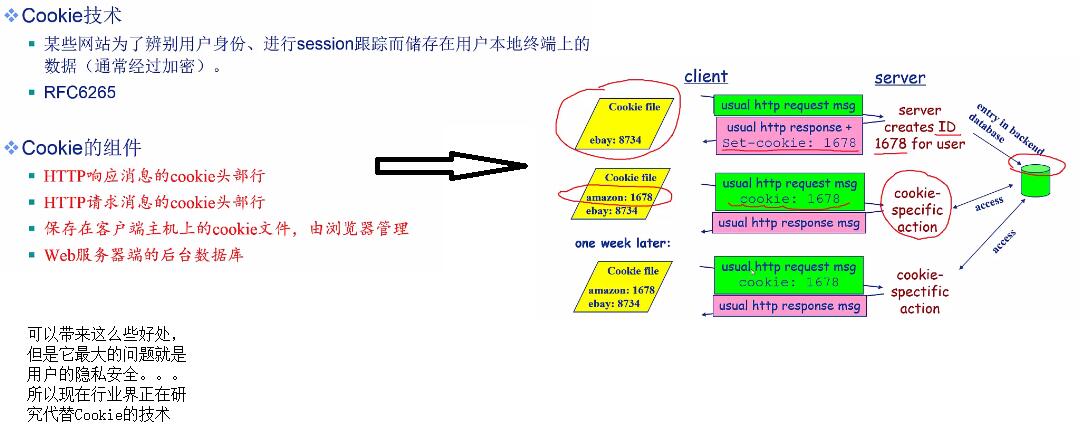 Cookie技术
某些网站为了辨别用户身份、进行session跟踪而储存在用户本地终端上的
数据（通常经过加密）。
RFC6265
Cookie的组件
HTTP响应消息的cookie头部行
HTTP请求消息的cookie头部行
保存在客户端主机上的cookie文件，由浏览器管理
Web服务器端的后台数据库
可以带来这么些好处，
但是它最大的问题就是
用户的隐私安全。。。
所以现在行业界正在研
究代替Cookie的技术
client
server
Cookie file
ebay: 8734
usual http request msg
usual http response +
Set-cookie: 1678
server
creates ID
1678 for user
entry in backend
database
Cookie file
amazon: 1678
ebay: 8734
usual http request msg
cookie: 1678
usual http response msg
cookie-
specific
action
access
access
one week later:
Cookie file
amazon: 1678
ebay: 8734
usual http request msg
cookie: 1678
usual http response msg
cookie-
spectific
action